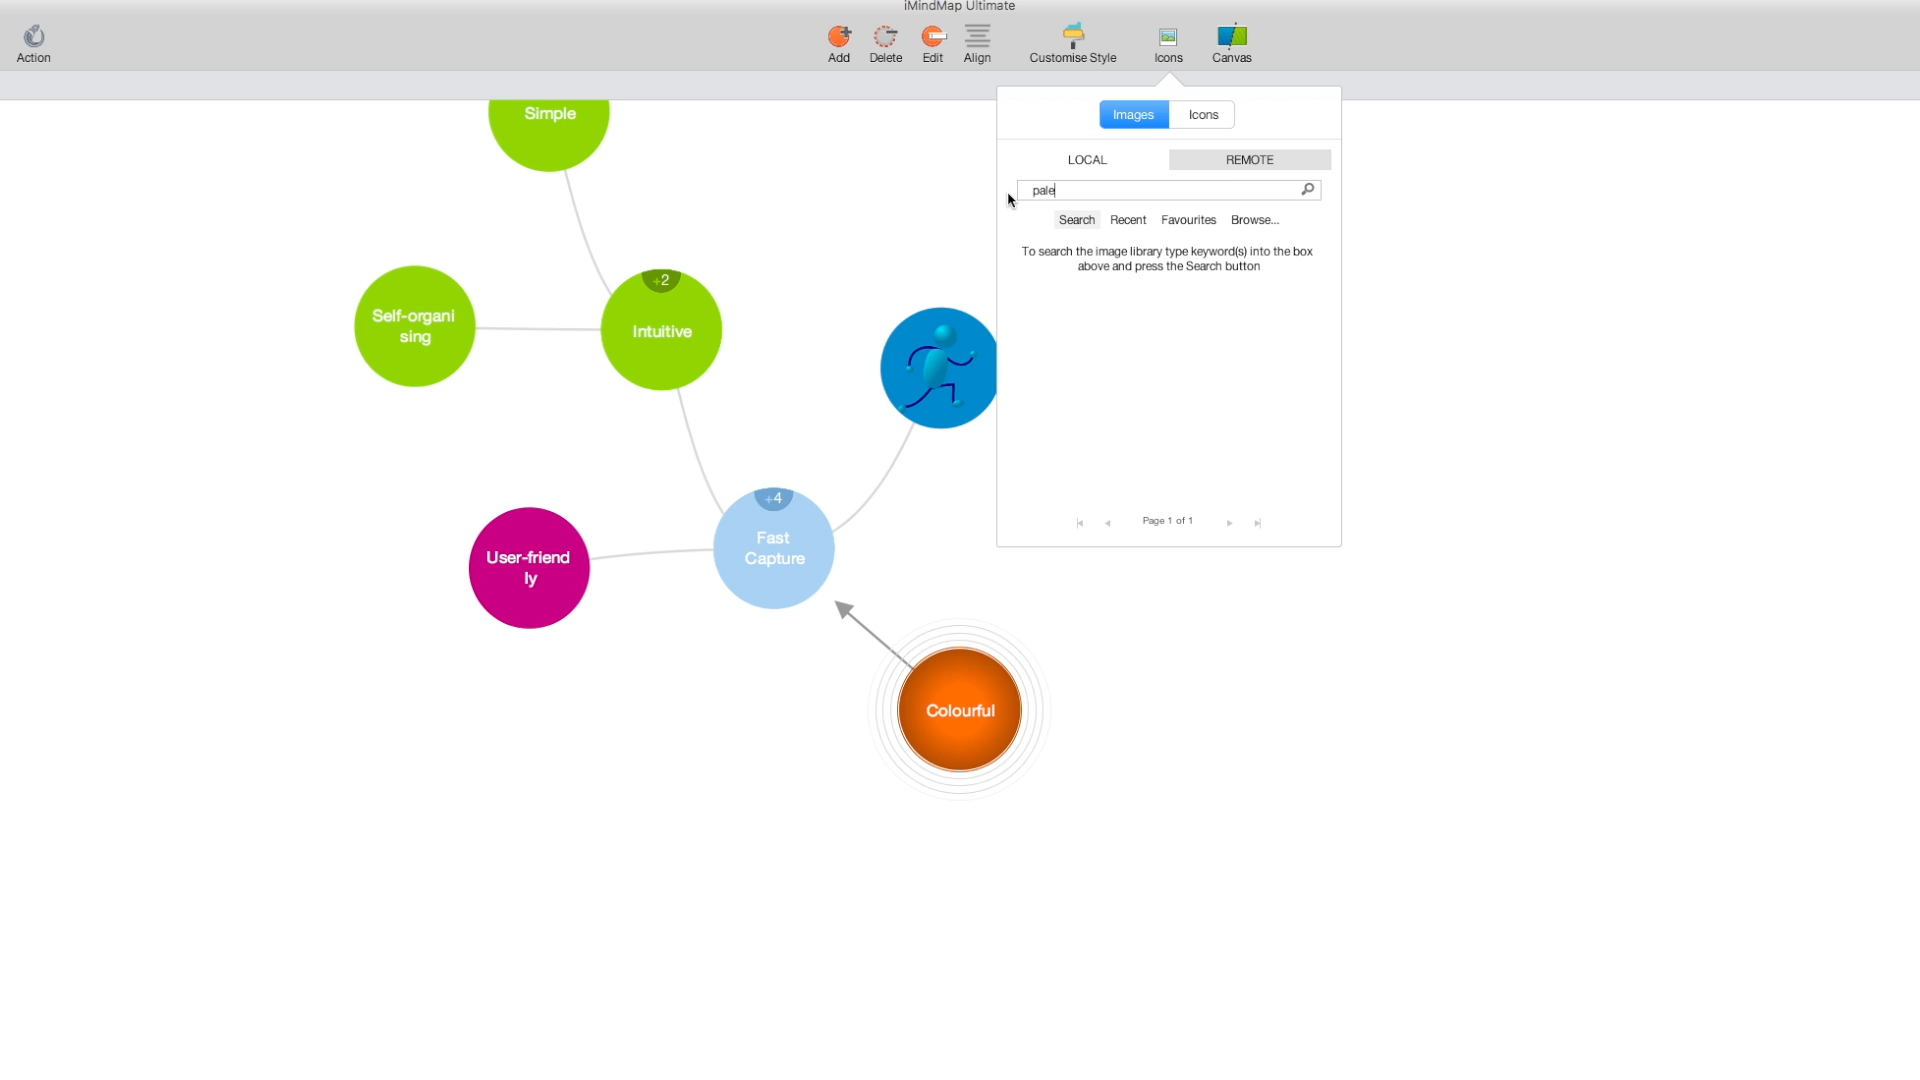 iMindMap Ultimate
Action
Add
Delete
Edit
Align
Customise Style
Icons
Canvas
Images
Icons
LOCAL
REMOTE
pale
Search
Recent
Favourites
Browse...
To search the image library type keyword(s) into the box
above and press the Search button
Page 1 of 1
Simple
Self-organi
sing
+2
Intuitive
User-friend
ly
+4
Fast
Capture
Colourful